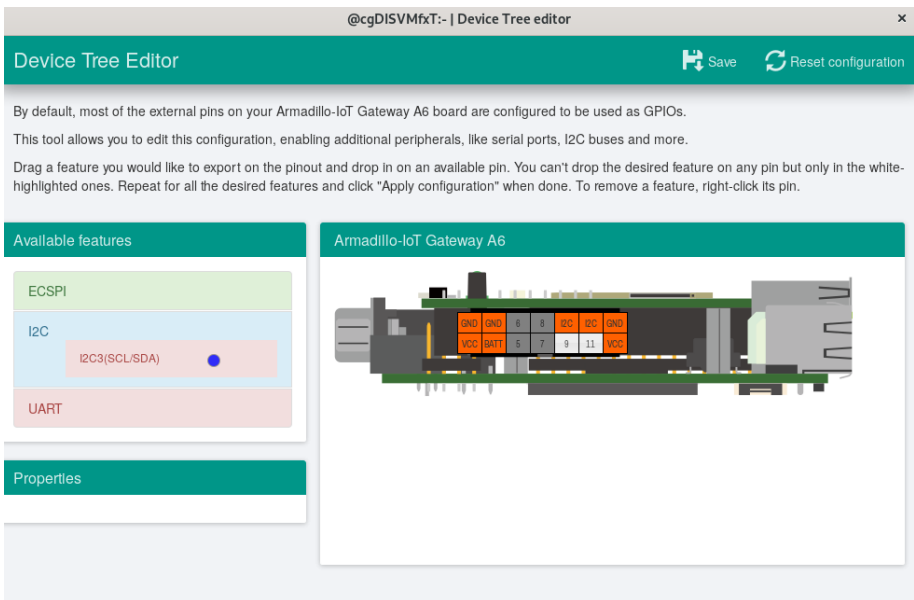 @cgDISVMfxT:- | Device Tree editor
×
Device Tree Editor
Save
Reset configuration
By default, most of the external pins on your Armadillo-IoT Gateway A6 board are configured to be used as GPIOs.
This tool allows you to edit this configuration, enabling additional peripherals, like serial ports, I2C buses and more.
Drag a feature you would like to export on the pinout and drop in on an available pin. You can't drop the desired feature on any pin but only in the white-
highlighted ones. Repeat for all the desired features and click "Apply configuration" when done. To remove a feature, right-click its pin.
Available features
Armadillo-IoT Gateway A6
ECSPI
I2C
I2C3(SCL/SDA)
UART
GND GND 6 8 I2C I2C GND
VCC BATT 5 7 9 11 VCC
Properties